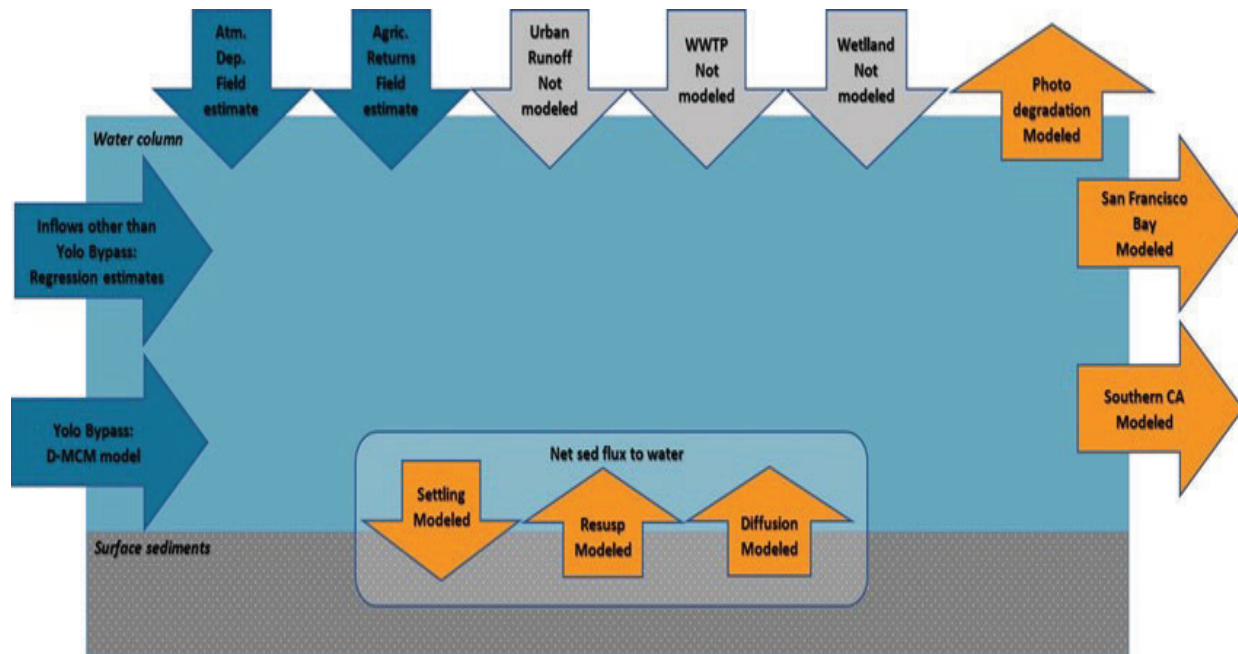 Atm.
Dep.
Field
estimate
Agric.
Returns
Field
estimate
Urban
Runoff
Not
modeled
WWTP
Not
modeled
Wetlland
Not
modeled
Photo
degradation
Modeled
Water column
Inflows other than
Yolo Bypass:
Regression estimates
San Francisco
Bay
Modeled
Yolo Bypass:
D-MCM model
Southern CA
Modeled
Net sed flux to water
Settling
Modeled
Resusp
Modeled
Diffusion
Modeled
Surface sediments